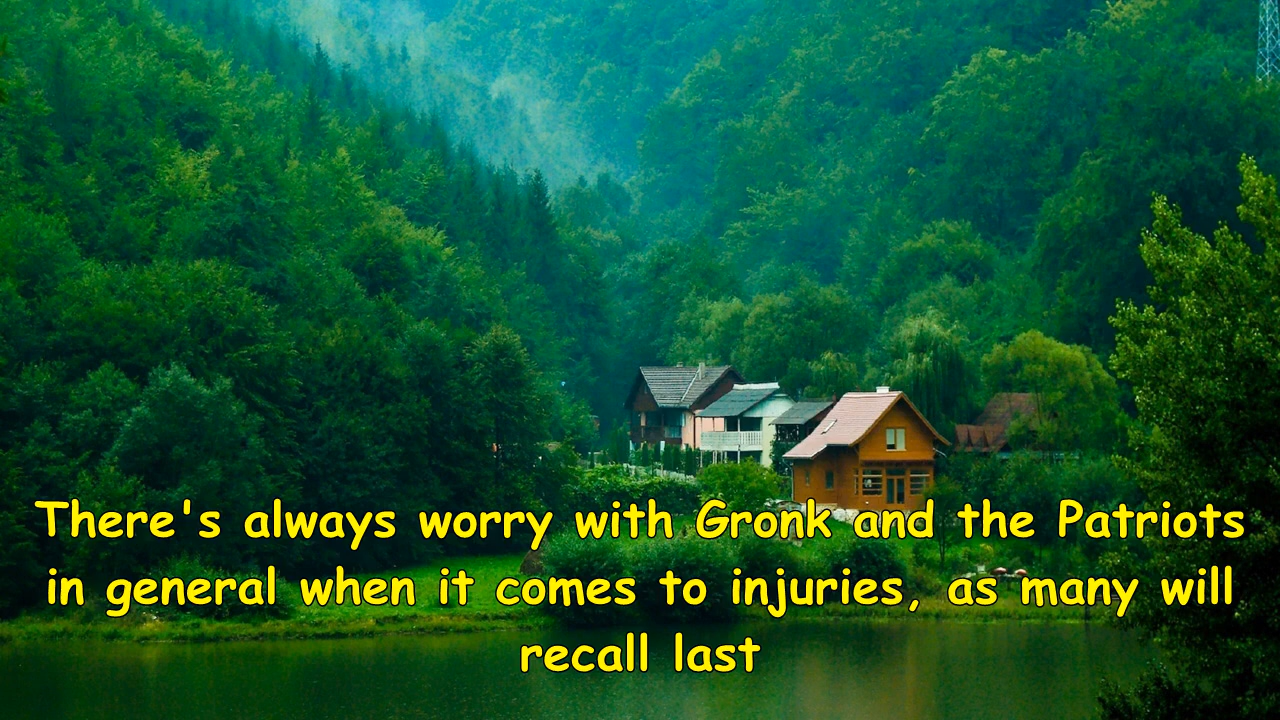 There's always worry with Gronk and the Patriots
in general when it comes to injuries, as many will
recall last